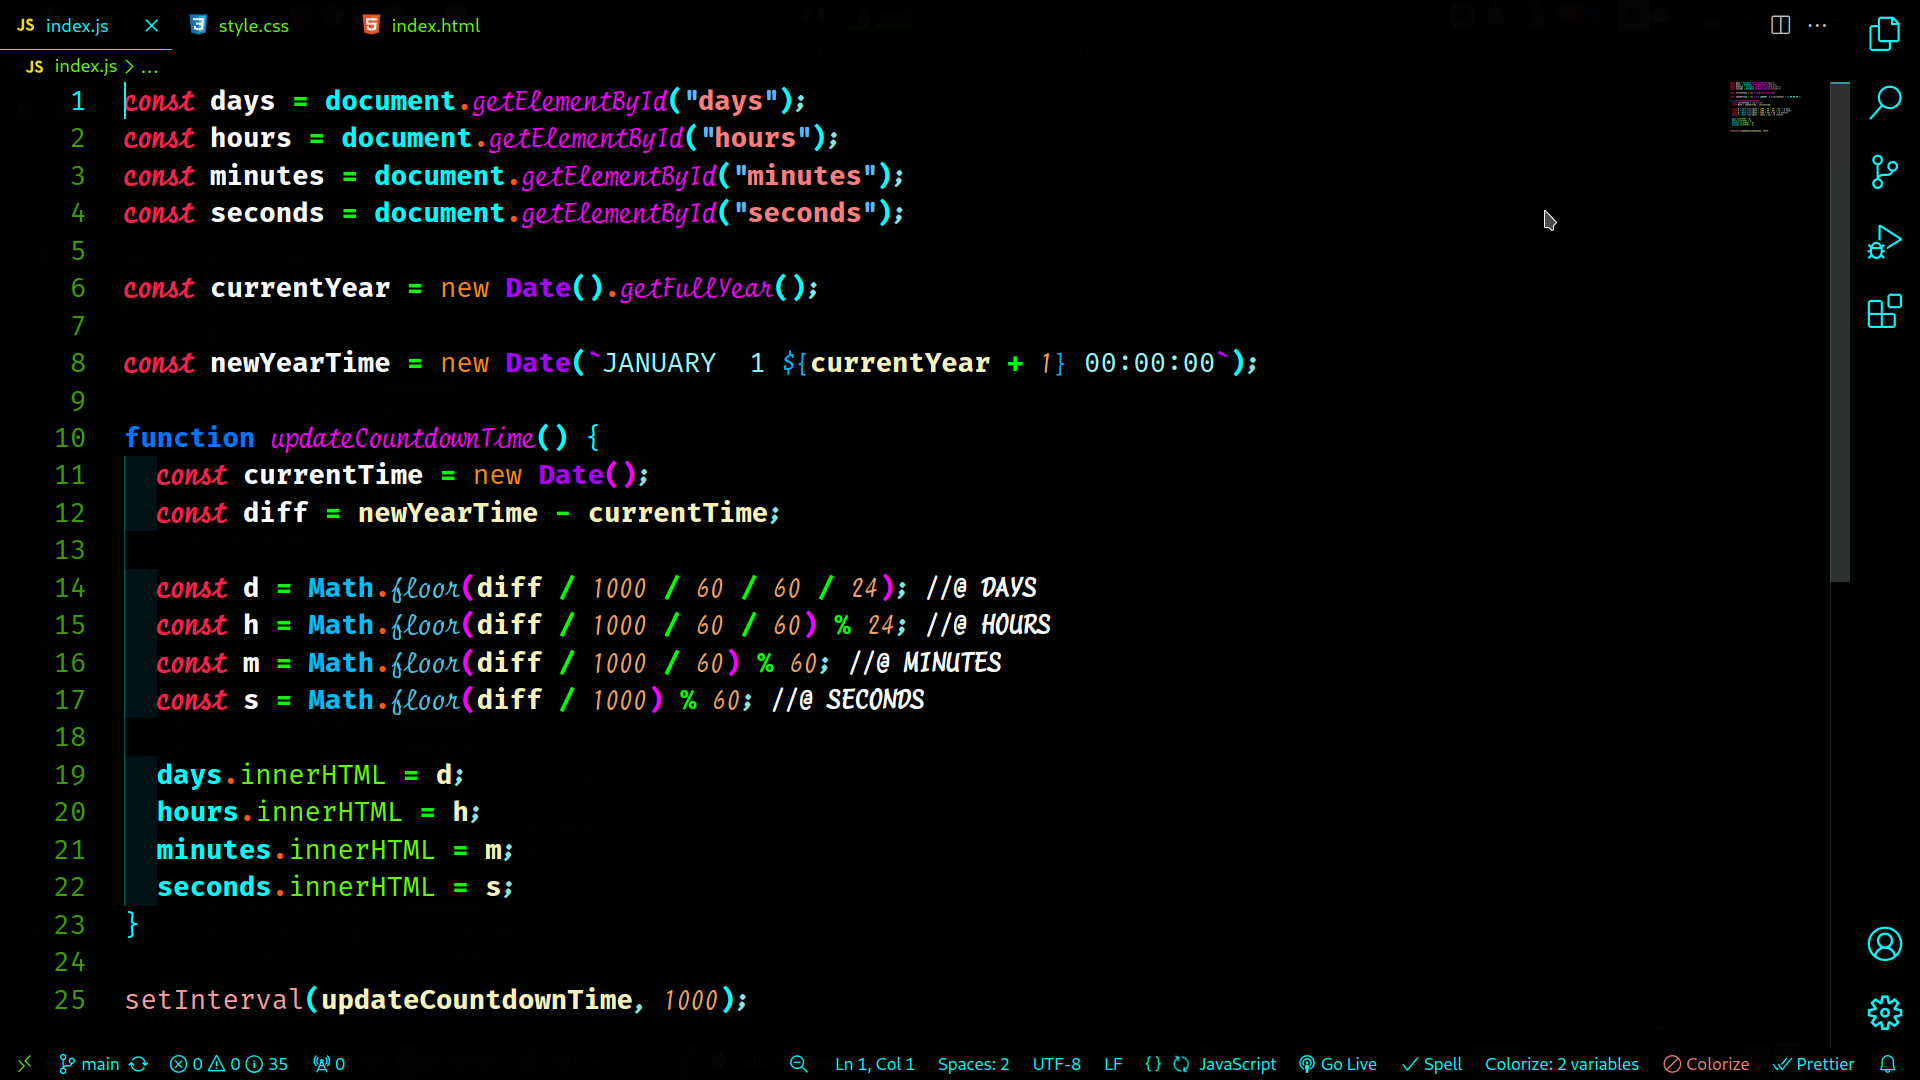 JS index.js × style.css index.html
JS index.js > ...
1 const days = document.getElementById("days");
2 const hours = document.getElementById("hours");
3 const minutes = document.getElementById("minutes");
4 const seconds = document.getElementById("seconds");
5
6 const currentYear = new Date().getFullYear();
7
8 const newYearTime = new Date(`JANUARY  1 ${currentYear + 1} 00:00:00`);
9
10 function updateCountdownTime() {
11   const currentTime = new Date();
12   const diff = newYearTime - currentTime;
13
14   const d = Math.floor(diff / 1000 / 60 / 60 / 24); //@ DAYS
15   const h = Math.floor(diff / 1000 / 60 / 60) % 24; //@ HOURS
16   const m = Math.floor(diff / 1000 / 60) % 60; //@ MINUTES
17   const s = Math.floor(diff / 1000) % 60; //@ SECONDS
18
19   days.innerHTML = d;
20   hours.innerHTML = h;
21   minutes.innerHTML = m;
22   seconds.innerHTML = s;
23 }
24
25 setInterval(updateCountdownTime, 1000);
main 0 0 35 0 Ln 1, Col 1 Spaces: 2 UTF-8 LF {} JavaScript Go Live Spell Colorize: 2 variables Colorize Prettier